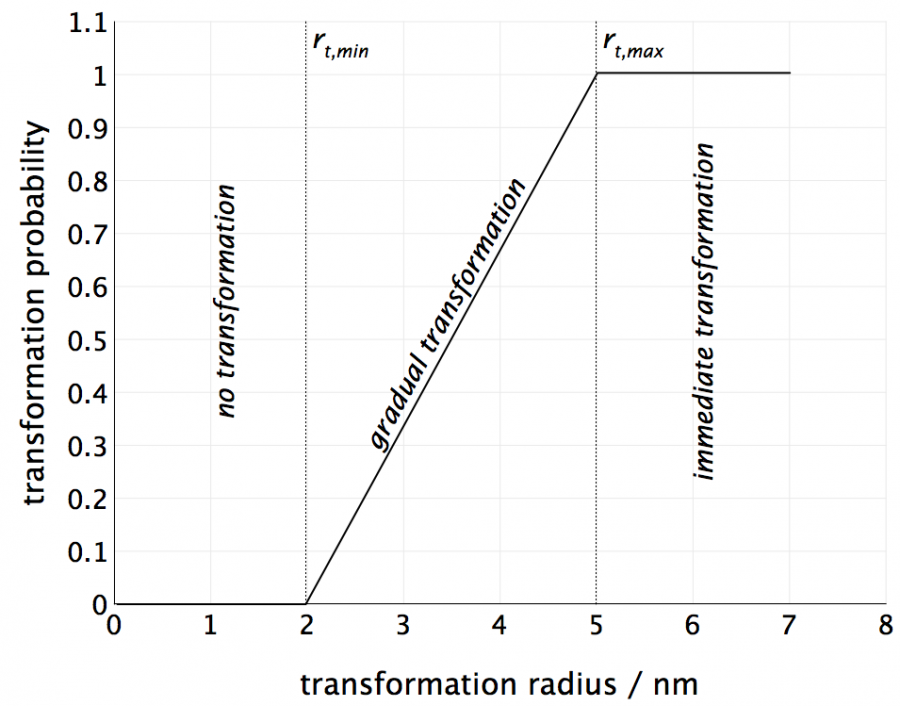 1.1
1
0.9
0.8
0.7
0.6
0.5
0.4
0.3
0.2
0.1
0
transformation probability
r t,min
r t,max
no transformation
gradual transformation
immediate transformation
0 1 2 3 4 5 6 7 8
transformation radius / nm